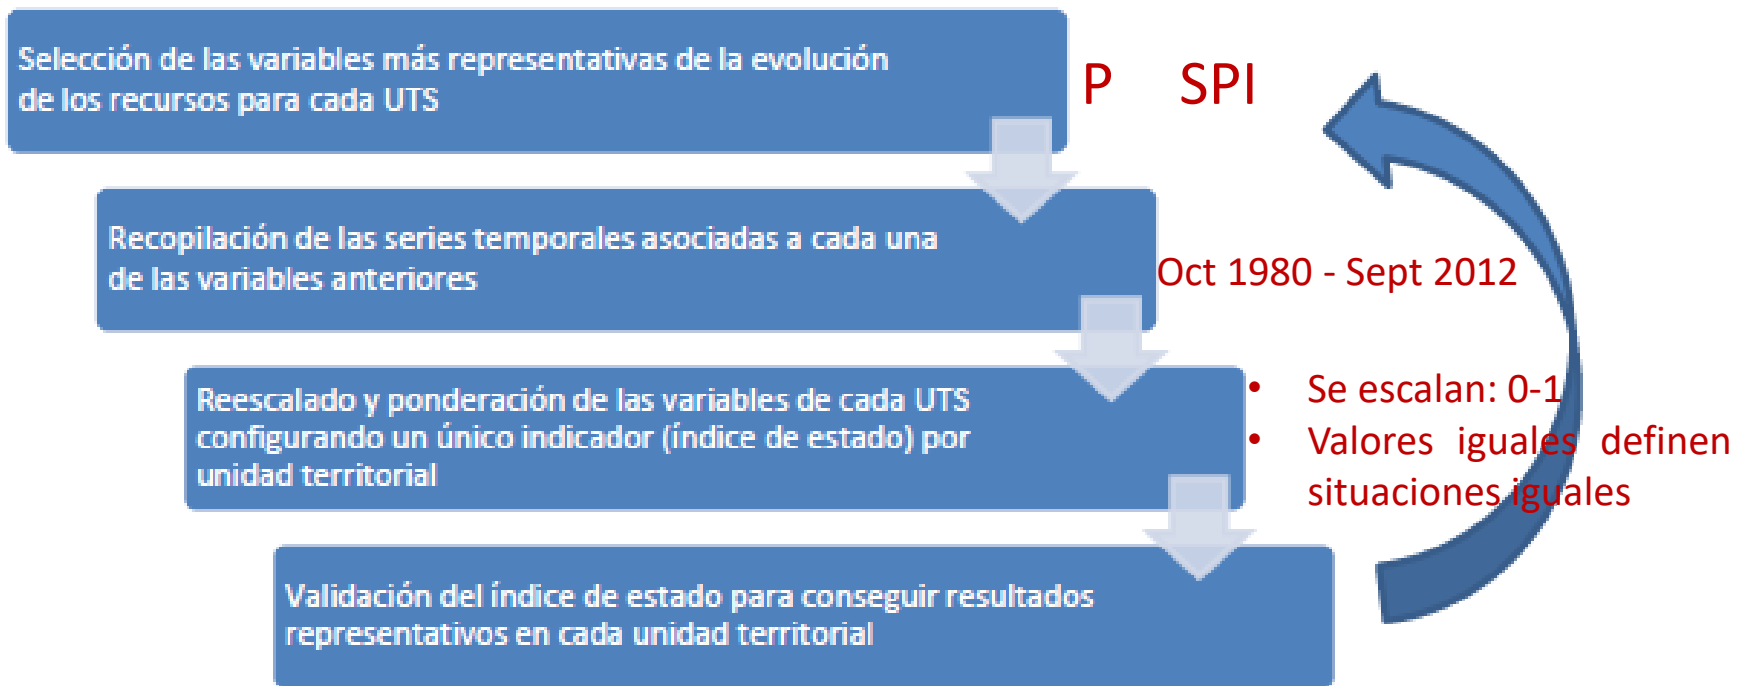 Selección de las variables más representativas de la evolución
de los recursos para cada UTS
P SPI
Recopilación de las series temporales asociadas a cada una
de las variables anteriores
Oct 1980 - Sept 2012
Reescalado y ponderación de las variables de cada UTS
configurando un único indicador (índice de estado) por
unidad territorial
• Se escalan: 0-1
• Valores iguales definen
situaciones iguales
Validación del índice de estado para conseguir resultados
representativos en cada unidad territorial